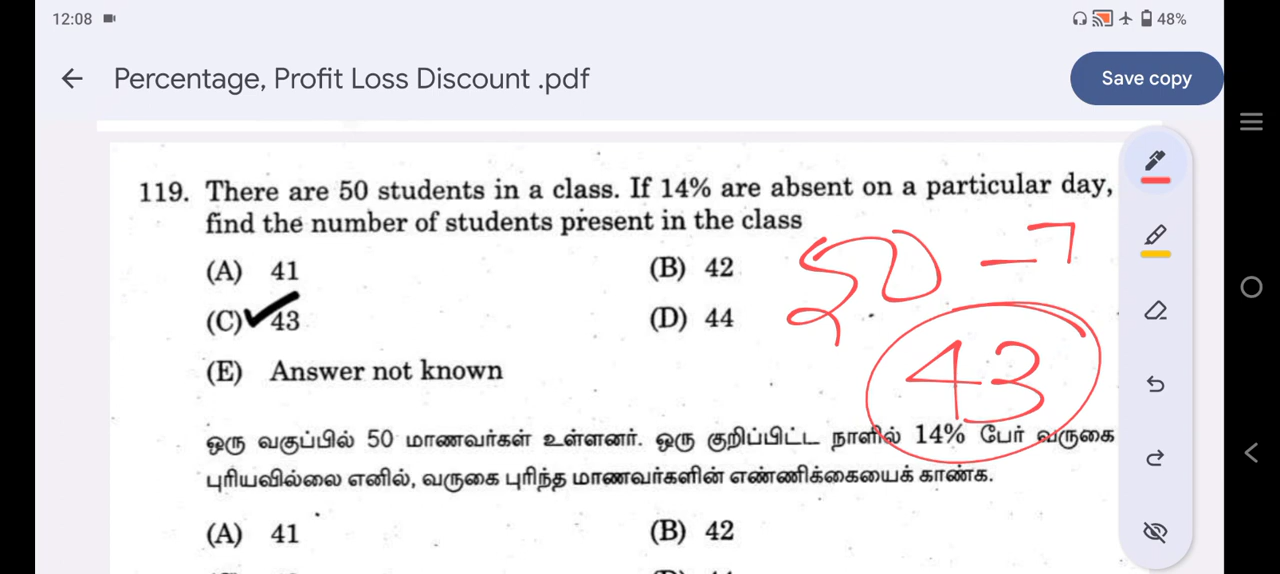 12:08
48%
Percentage, Profit Loss Discount .pdf
Save copy
119. There are 50 students in a class. If 14% are absent on a particular day,
find the number of students present in the class
(A) 41
(B) 42
(C) 43
(D) 44
(E) Answer not known
50 – 7
43
ஒரு வகுப்பில் 50 மாணவர்கள் உள்ளனர். ஒரு குறிப்பிட்ட நாளில் 14% பேர் வருகை
புரியவில்லை எனில், வருகை புரிந்த மாணவர்களின் எண்ணிக்கையைக் காண்க.
(A) 41
(B) 42